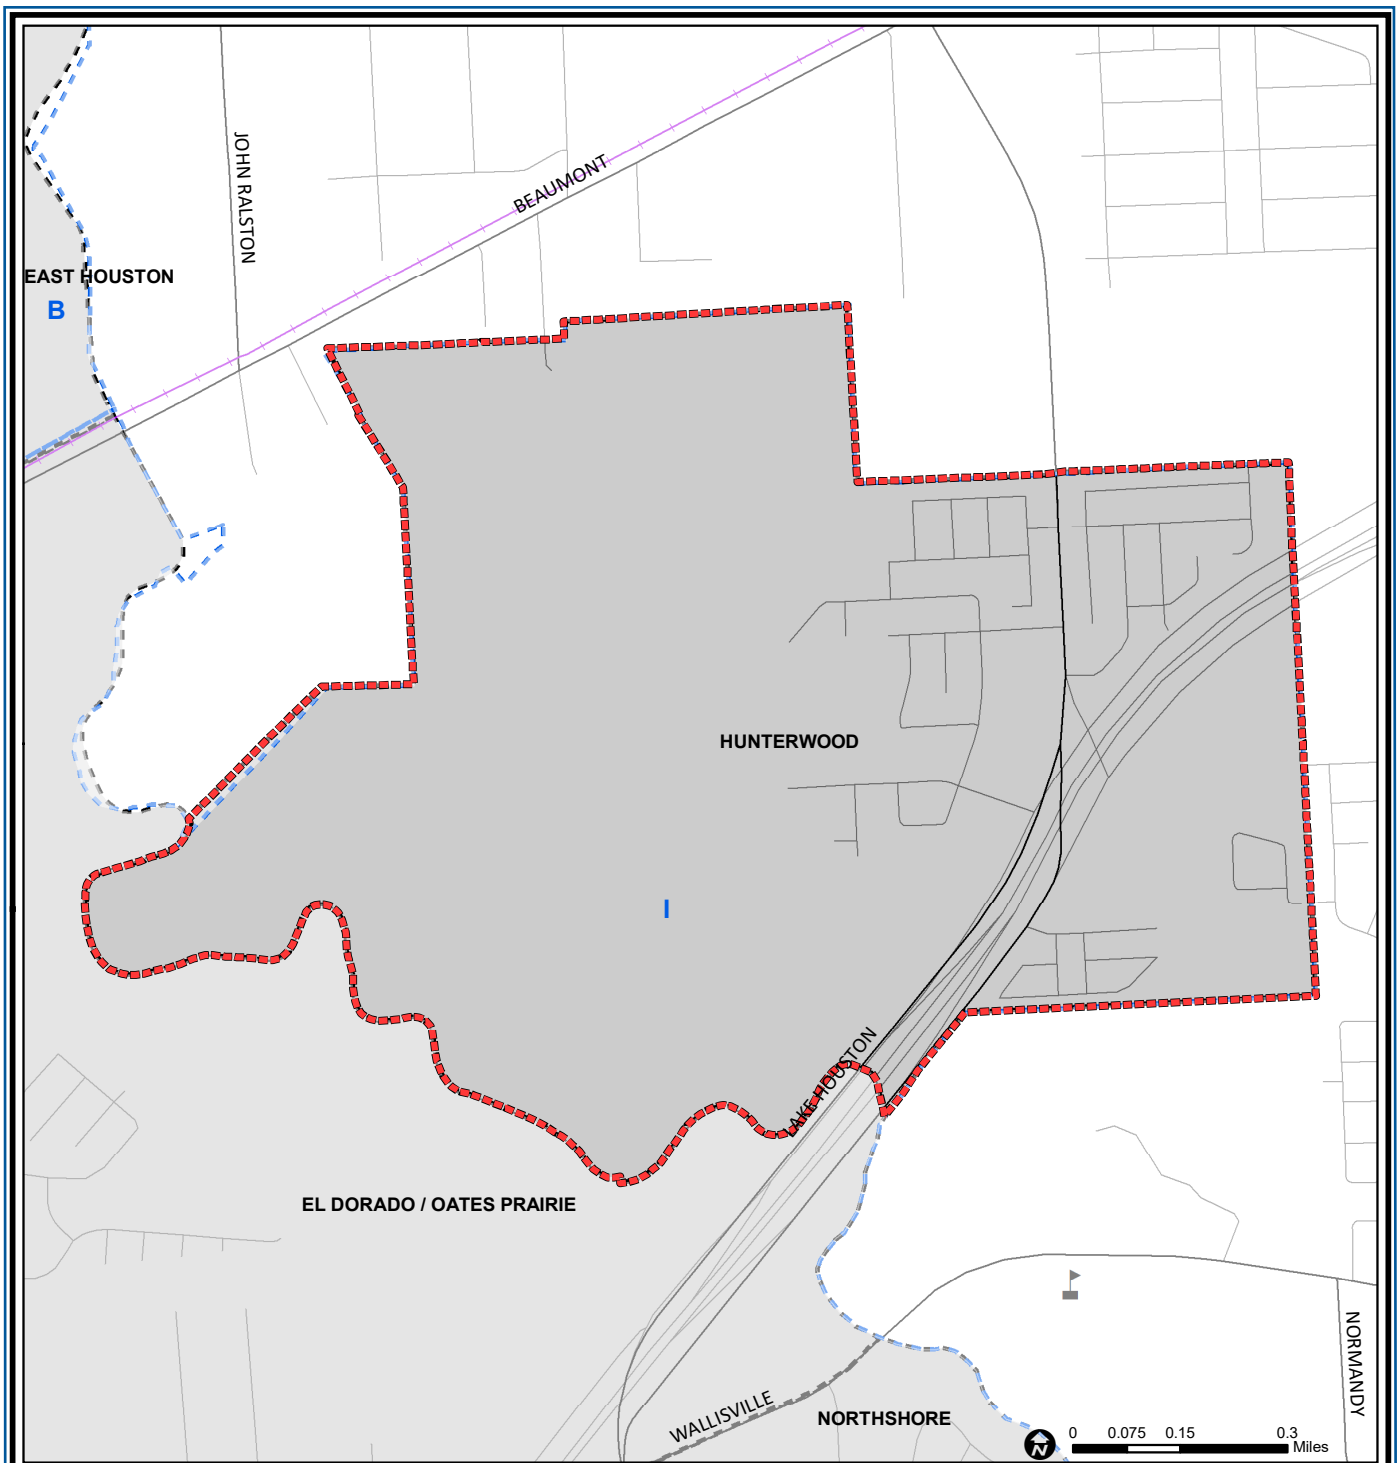 JOHN RALSTON
BEAUMONT
EAST HOUSTON
B
HUNTERWOOD
I
LAKE HOUSTON
EL DORADO / OATES PRAIRIE
NORMANDY
WALLISVILLE
NORTHSHORE
N
0 0.075 0.15 0.3
Miles